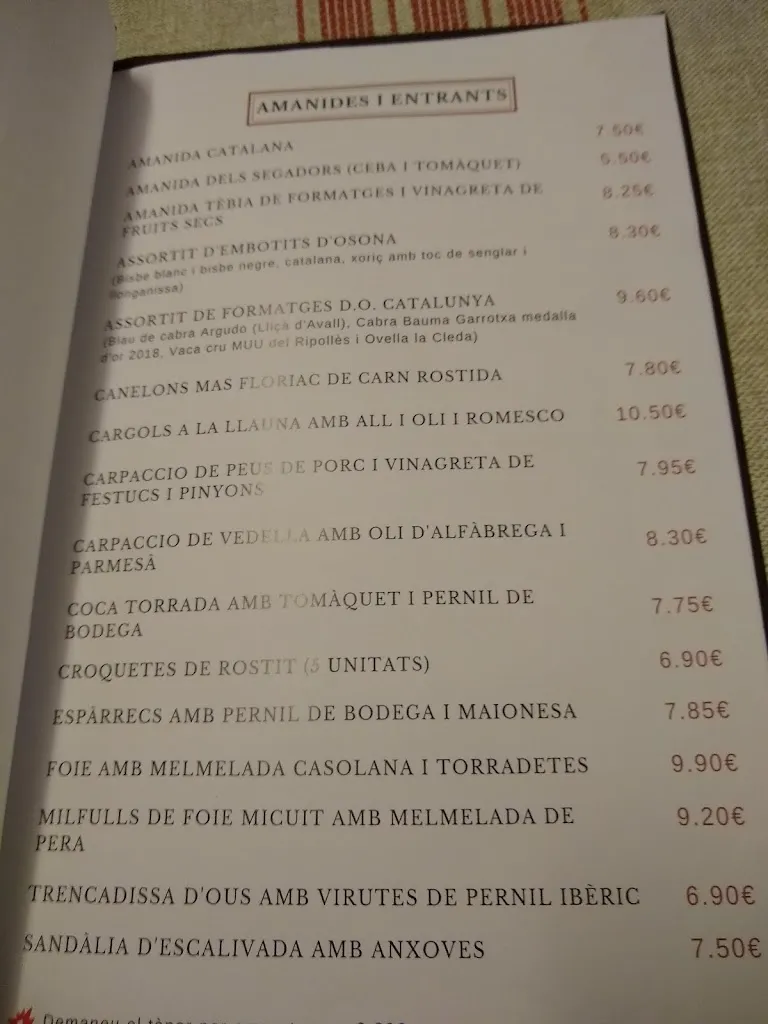 AMANIDES I ENTRANTS
AMANIDA CATALANA 7.50€
AMANIDA DELS SEGADORS (CEBA I TOMÀQUET) 5.50€
AMANIDA TÈBIA DE FORMATGES I VINAGRETA DE 8.25€
FRUITS SECS
ASSORTIT D'EMBOTITS D'OSONA 8.30€
(Bisbe blanc i bisbe negre, catalana, xoriç amb toc de senglar i
llonganissa)
ASSORTIT DE FORMATGES D.O. CATALUNYA 9.60€
(Blau de cabra Argudo (Lliçà d'Avall), Cabra Bauma Garrotxa medalla
d'or 2018, Vaca cru MUU del Ripollès i Ovella la Cleda)
CANELONS MAS FLORIAC DE CARN ROSTIDA 7.80€
CARGOLS A LA LLAUNA AMB ALL I OLI I ROMESCO 10.50€
CARPACCIO DE PEUS DE PORC I VINAGRETA DE 7.95€
FESTUCS I PINYONS
CARPACCIO DE VEDELLA AMB OLI D'ALFÀBREGA I 8.30€
PARMESÀ
COCA TORRADA AMB TOMÀQUET I PERNIL DE 7.75€
BODEGA
CROQUETES DE ROSTIT (5 UNITATS) 6.90€
ESPÀRRECS AMB PERNIL DE BODEGA I MAIONESA 7.85€
FOIE AMB MELMELADA CASOLANA I TORRADETES 9.90€
MILFULLS DE FOIE MICUIT AMB MELMELADA DE 9.20€
PERA
TRENCADISSA D'OUS AMB VIRUTES DE PERNIL IBÈRIC 6.90€
SANDÀLIA D'ESCALIVADA AMB ANXOVES 7.50€
Demaneu el